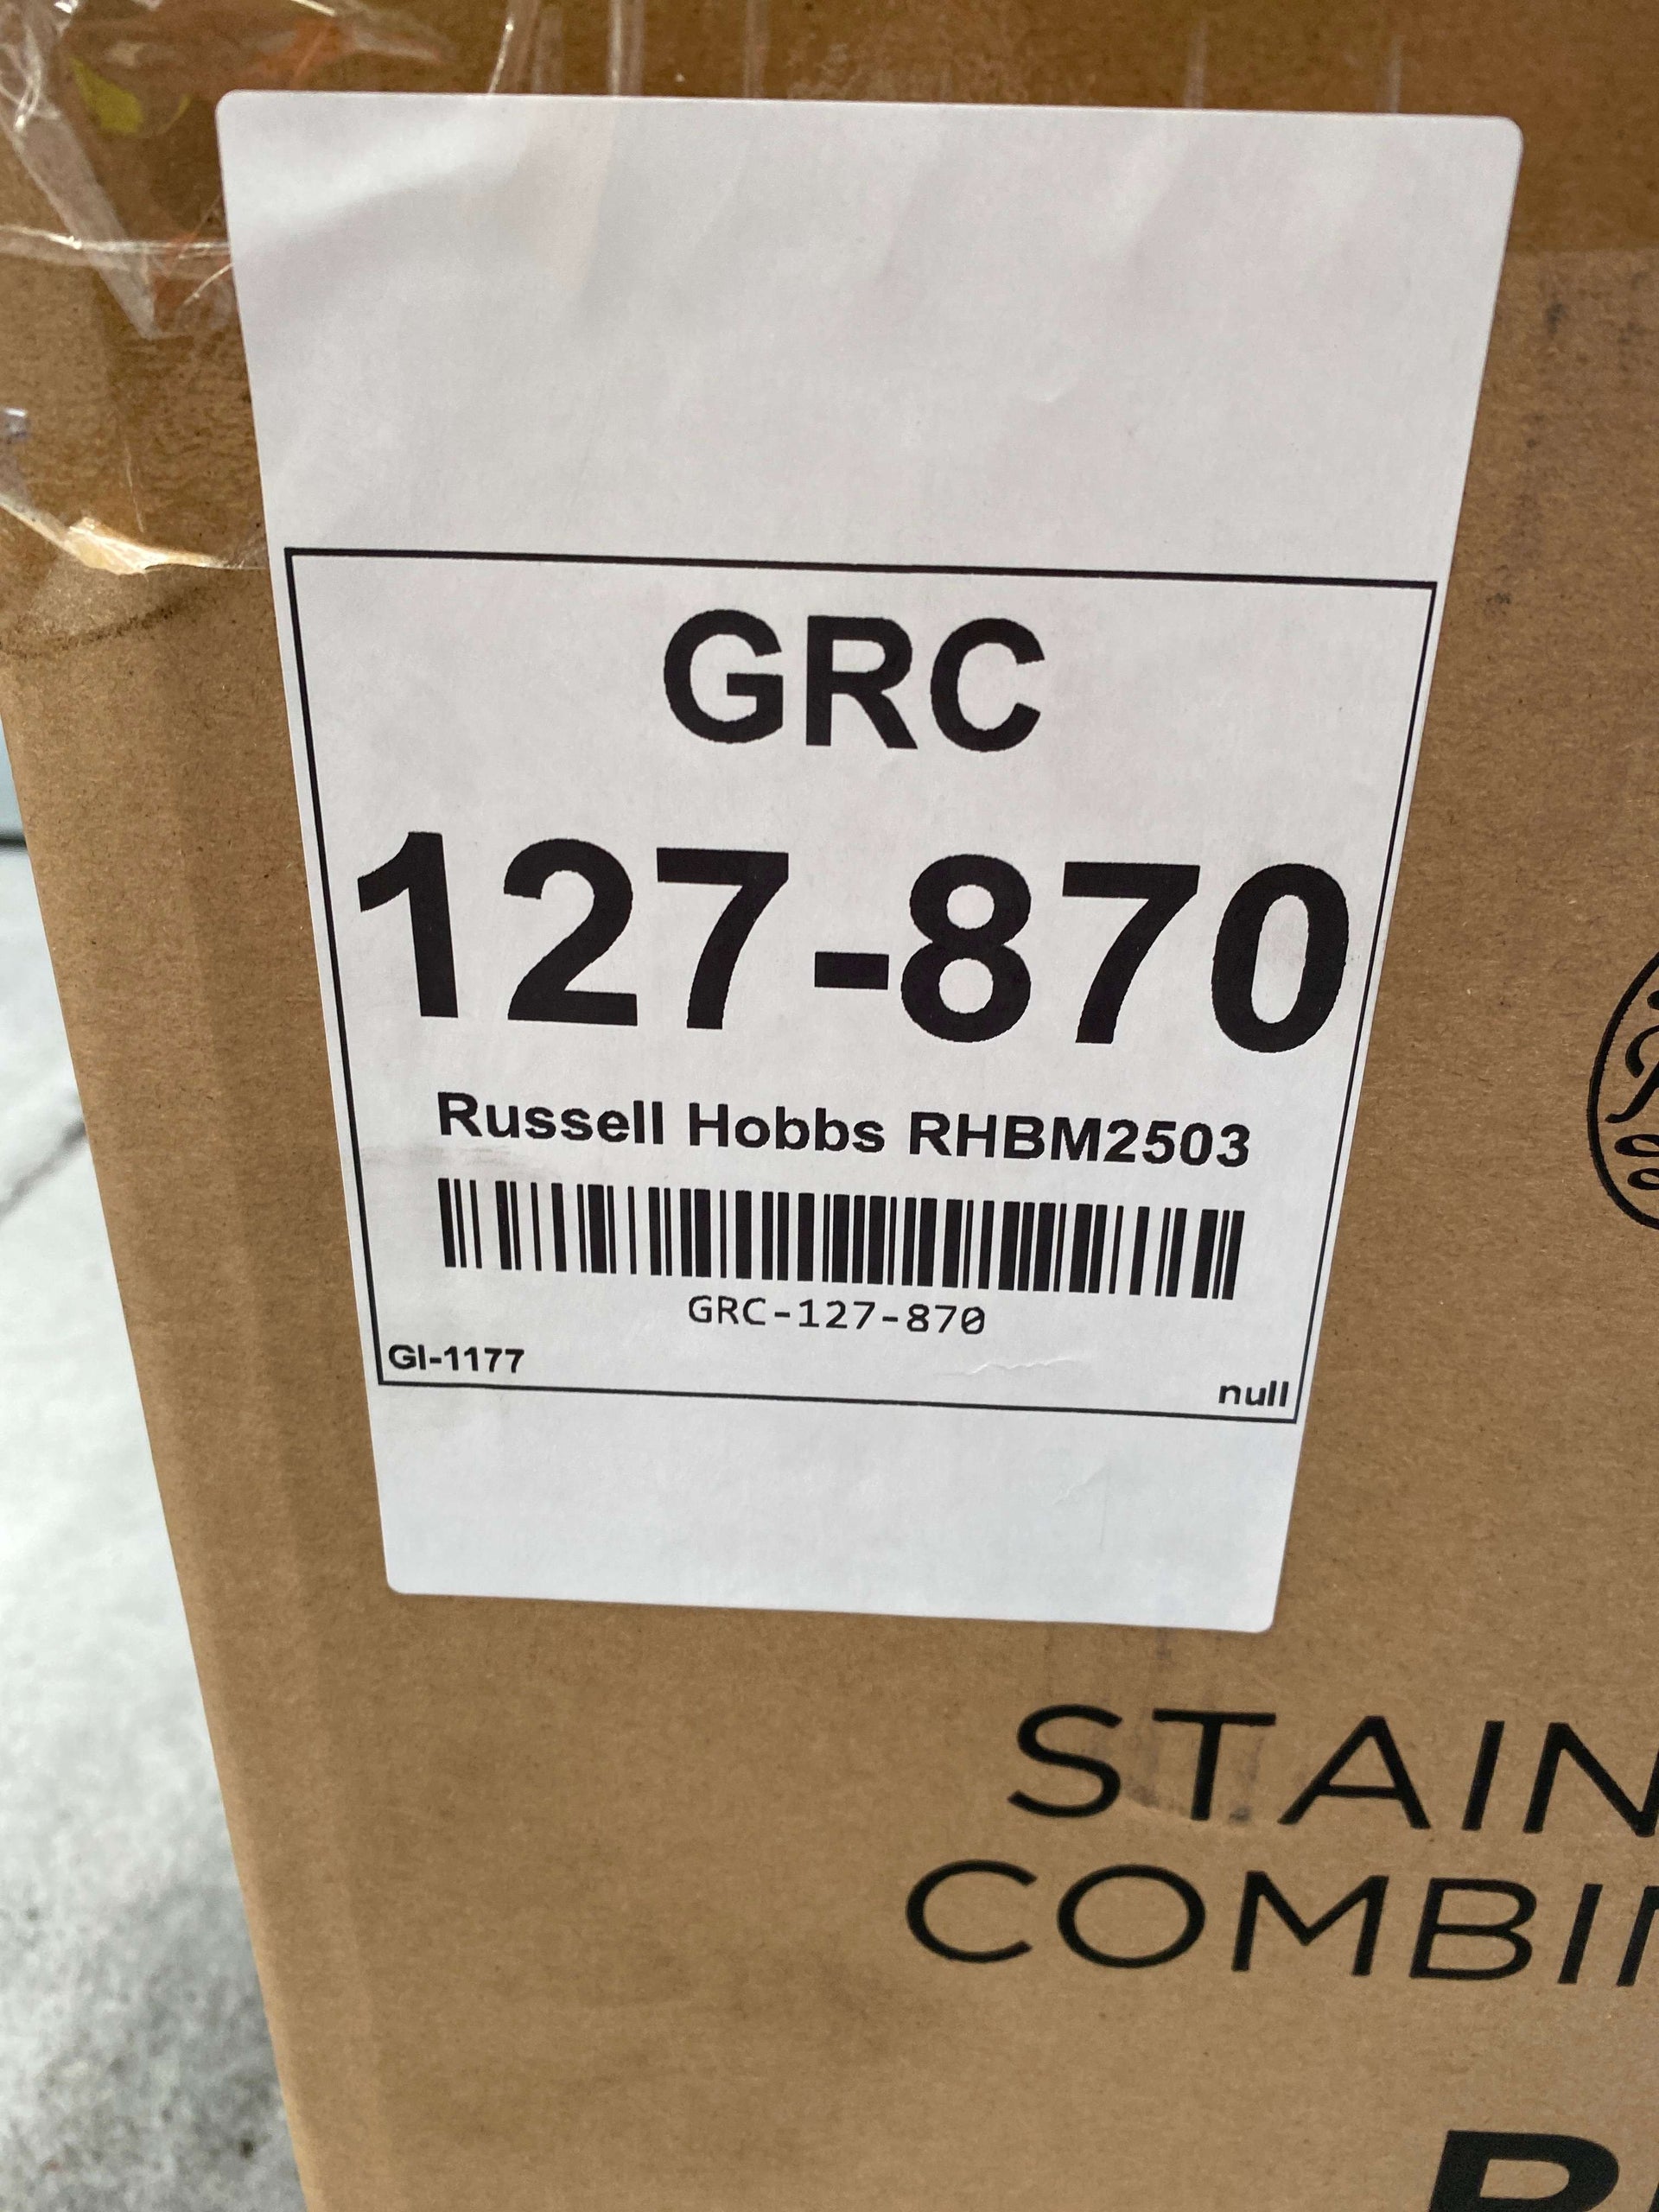 GRC
127-870
Russell Hobbs RHBM2503
GRC-127-870
GI-1177
null
STAIN
COMBI